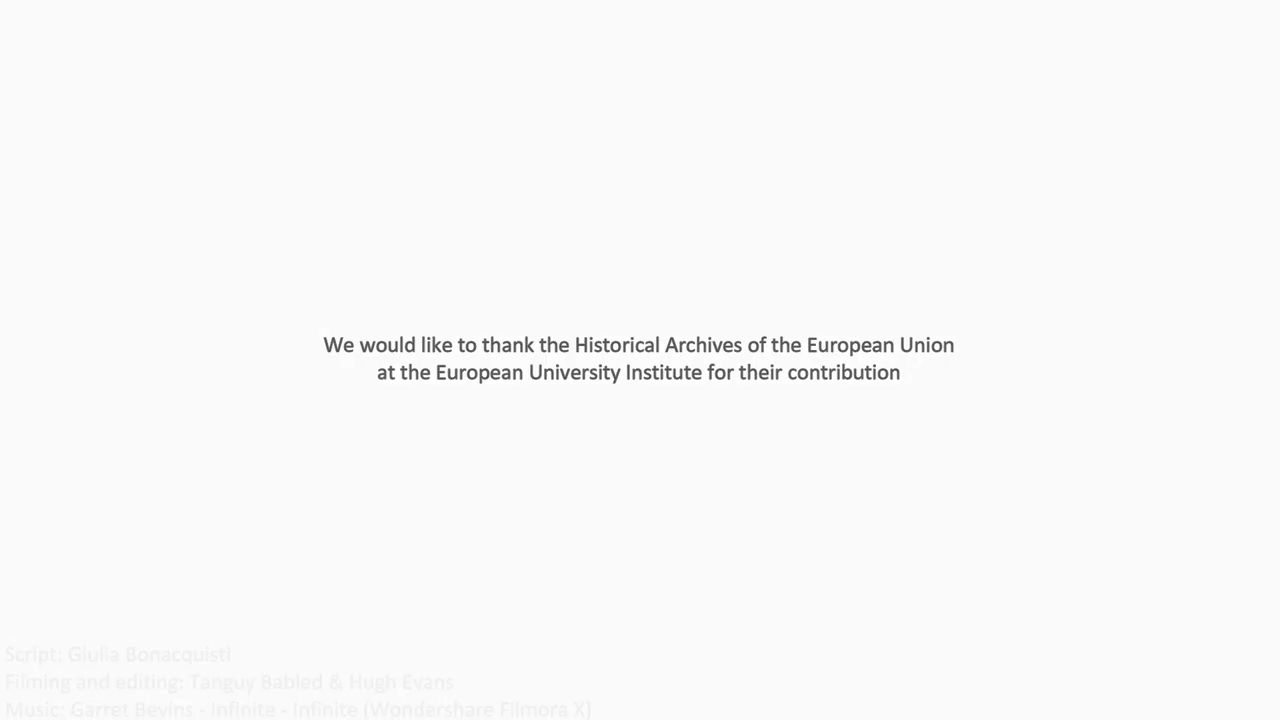 We would like to thank the Historical Archives of the European Union
at the European University Institute for their contribution
Script: Giulia Bonacquisti
Filming and editing: Tanguy Babled & Hugh Evans
Music: Garret Bevins - Infinite - Infinite (Wondershare Filmora X)